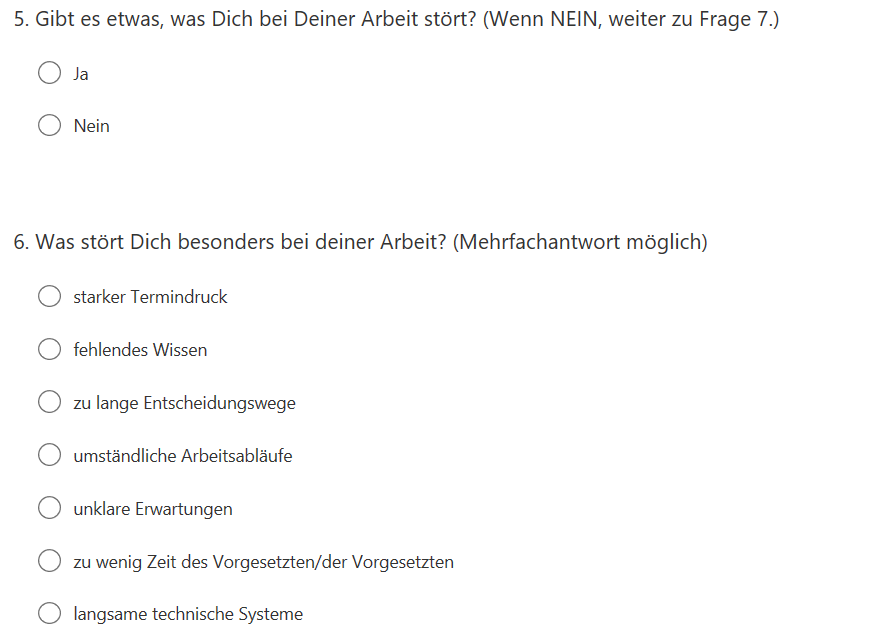 5. Gibt es etwas, was Dich bei Deiner Arbeit stört? (Wenn NEIN, weiter zu Frage 7.)
Ja
Nein
6. Was stört Dich besonders bei deiner Arbeit? (Mehrfachantwort möglich)
starker Termindruck
fehlendes Wissen
zu lange Entscheidungswege
umständliche Arbeitsabläufe
unklare Erwartungen
zu wenig Zeit des Vorgesetzten/der Vorgesetzten
langsame technische Systeme